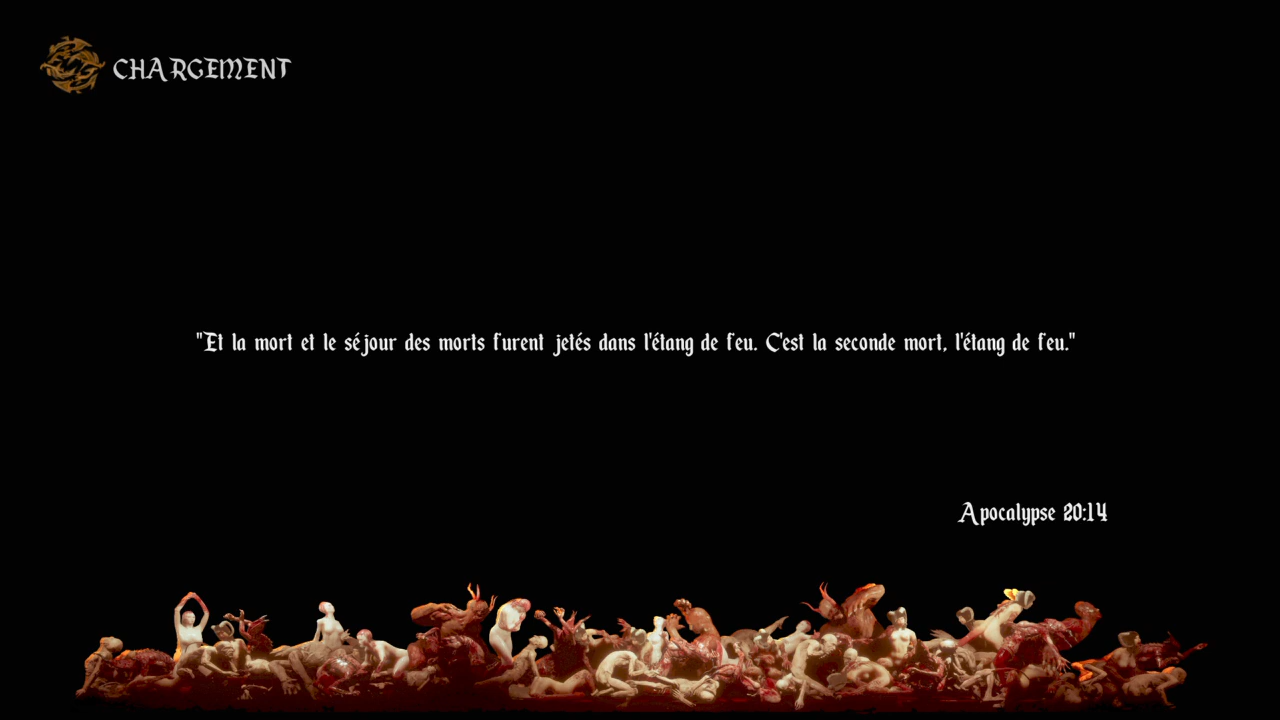 CHARGEMENT
"Et la mort et le séjour des morts furent jetés dans l'étang de feu. C'est la seconde mort, l'étang de feu."
Apocalypse 20:14